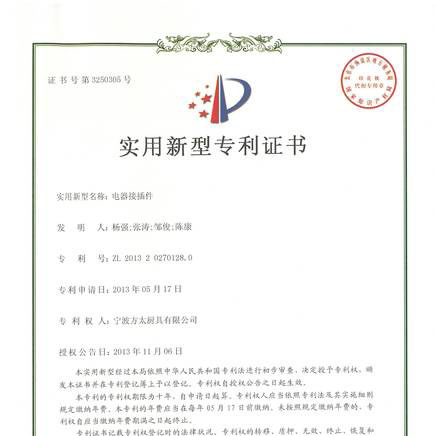 证书号第3250305号
实用新型专利证书
实用新型名称：电器接插件
发 明 人：杨强;张涛;邹俊;陈康
专 利 号：ZL 2013 2 0270128.0
专利申请日：2013年05月17日
专 利 权 人：宁波方太厨具有限公司
授权公告日：2013年11月06日
本实用新型经过本局依照中华人民共和国专利法进行初步审查，决定授予专利权，颁
发本证书并在专利登记簿上予以登记。专利权自授权公告之日起生效。
本专利的专利权期限为十年，自申请日起算。专利权人应当依照专利法及其实施细则
规定缴纳年费。本专利的年费应当在每年05月17日前缴纳。未按照规定缴纳年费的，专利
权自应当缴纳年费期满之日起终止。
专利证书记载专利权登记时的法律状况。专利权的转移、质押、无效、终止、恢复和